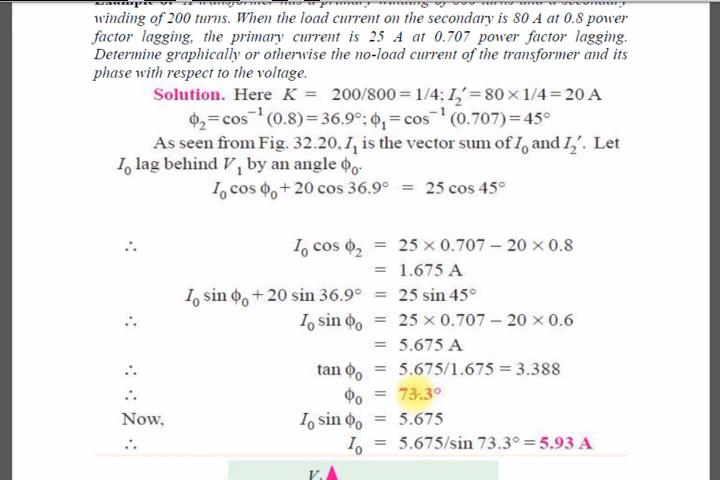 winding of 200 turns. When the load current on the secondary is 80 A at 0.8 power
factor lagging, the primary current is 25 A at 0.707 power factor lagging.
Determine graphically or otherwise the no-load current of the transformer and its
phase with respect to the voltage.
Solution. Here K = 200/800 = 1/4; I₂′ = 80 × 1/4 = 20 A
ϕ₂ = cos⁻¹ (0.8) = 36.9°; ϕ₁ = cos⁻¹ (0.707) = 45°
As seen from Fig. 32.20, I₁ is the vector sum of I₀ and I₂′. Let
I₀ lag behind V₁ by an angle ϕ₀.
I₀ cos ϕ₀ + 20 cos 36.9° = 25 cos 45°
∴ I₀ cos ϕ₂ = 25 × 0.707 – 20 × 0.8
= 1.675 A
I₀ sin ϕ₀ + 20 sin 36.9° = 25 sin 45°
∴ I₀ sin ϕ₀ = 25 × 0.707 – 20 × 0.6
= 5.675 A
∴ tan ϕ₀ = 5.675/1.675 = 3.388
∴ ϕ₀ = 73.3°
Now, I₀ sin ϕ₀ = 5.675
∴ I₀ = 5.675/sin 73.3° = 5.93 A